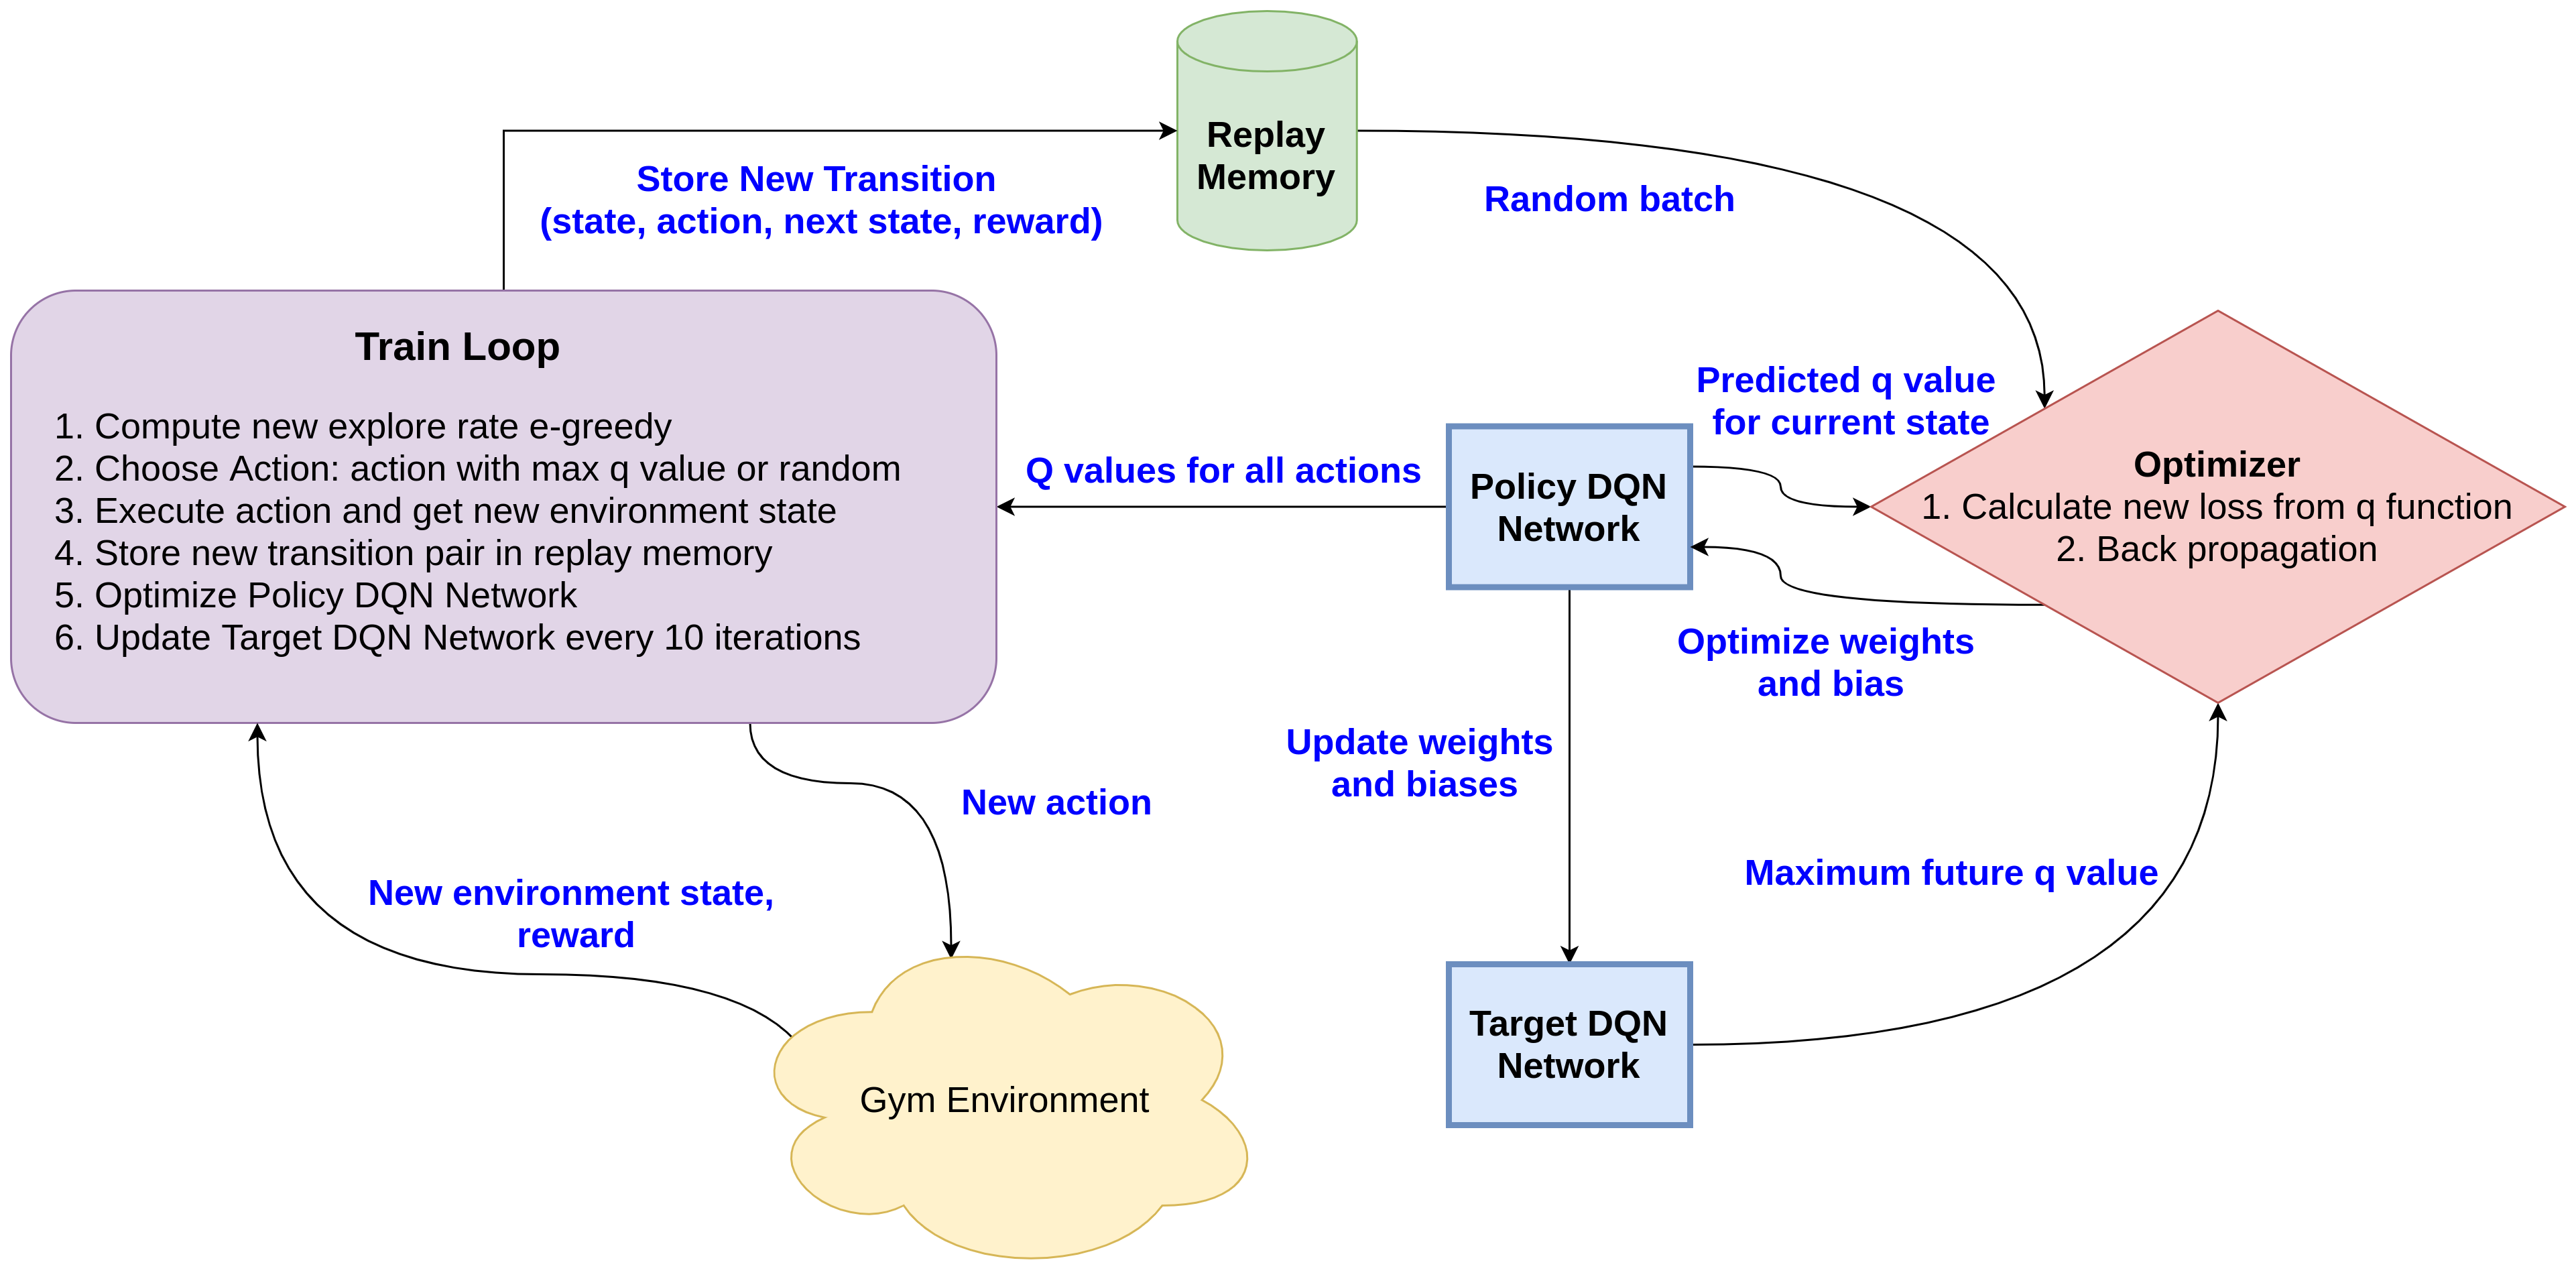 Replay
Memory
Store New Transition
(state, action, next state, reward)
Random batch
Train Loop
1. Compute new explore rate e-greedy
2. Choose Action: action with max q value or random
3. Execute action and get new environment state
4. Store new transition pair in replay memory
5. Optimize Policy DQN Network
6. Update Target DQN Network every 10 iterations
Q values for all actions
Policy DQN
Network
Predicted q value
for current state
Optimizer
1. Calculate new loss from q function
2. Back propagation
Optimize weights
and bias
Update weights
and biases
New action
New environment state,
reward
Maximum future q value
Gym Environment
Target DQN
Network